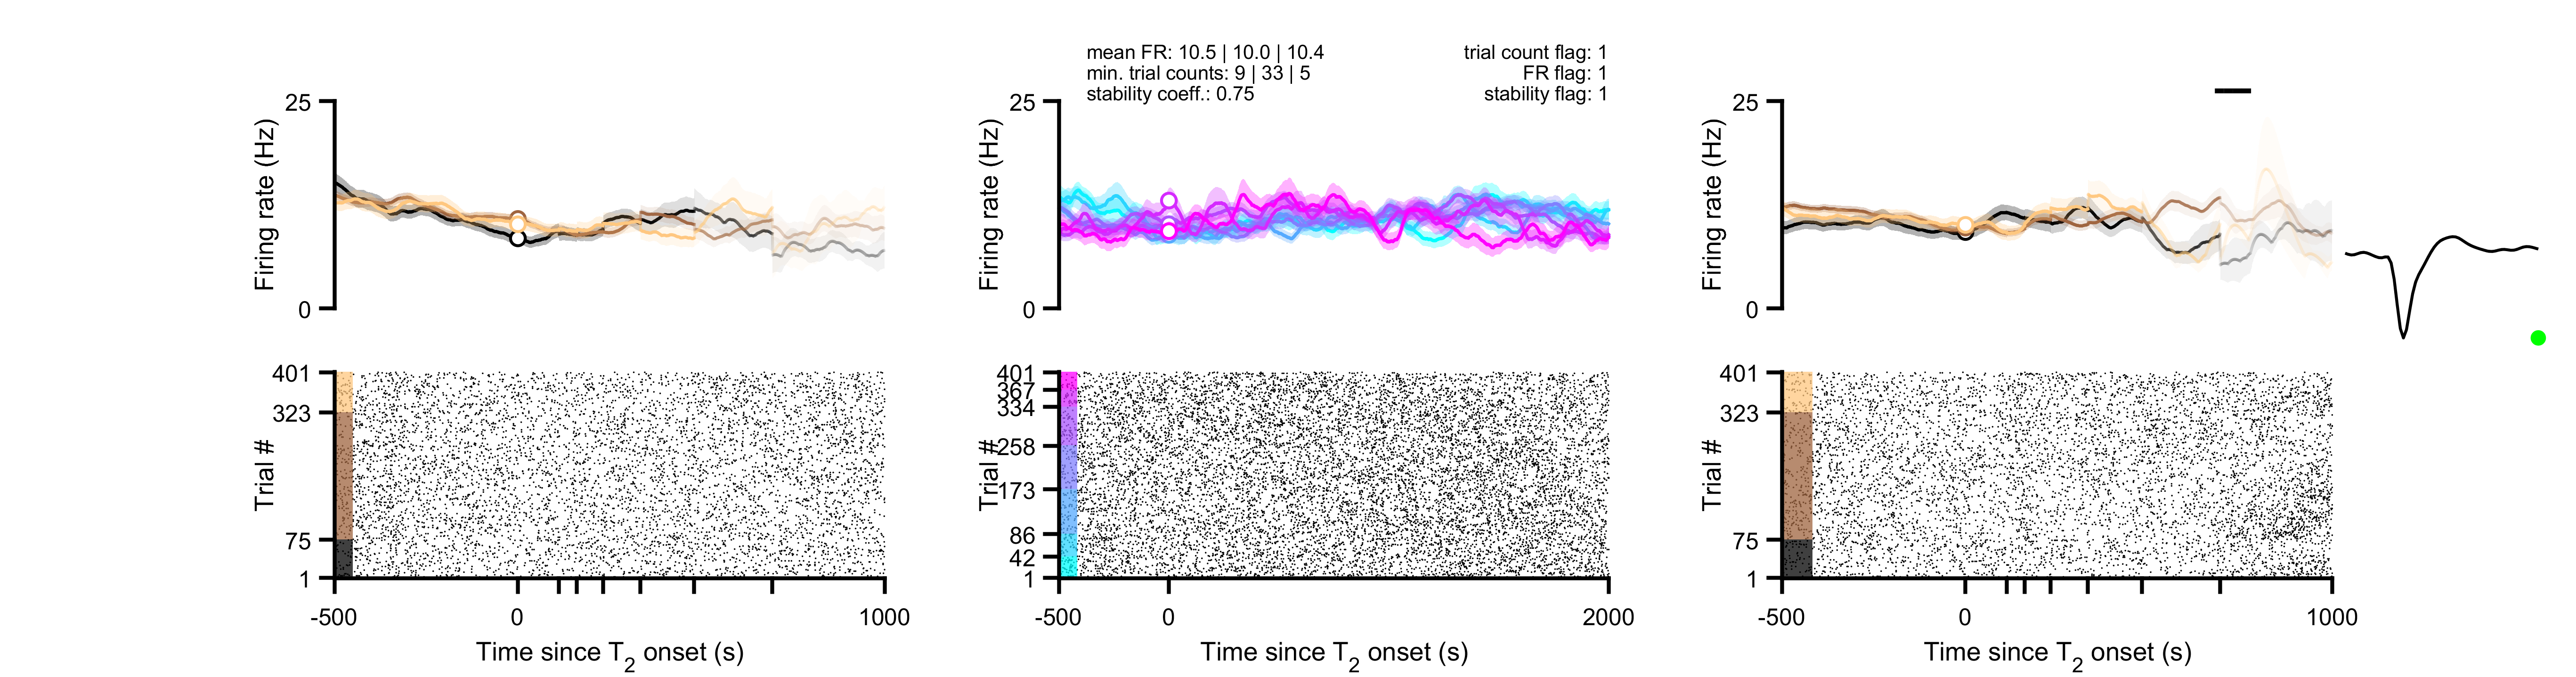 mean FR: 10.5 | 10.0 | 10.4
min. trial counts: 9 | 33 | 5
stability coeff.: 0.75
trial count flag: 1
FR flag: 1
stability flag: 1
25
0
Firing rate (Hz)
25
0
Firing rate (Hz)
25
0
Firing rate (Hz)
401
323
75
1
Trial #
-500
0
1000
Time since T2 onset (s)
401
367
334
258
173
86
42
1
Trial #
-500
0
2000
Time since T2 onset (s)
401
323
75
1
Trial #
-500
0
1000
Time since T2 onset (s)